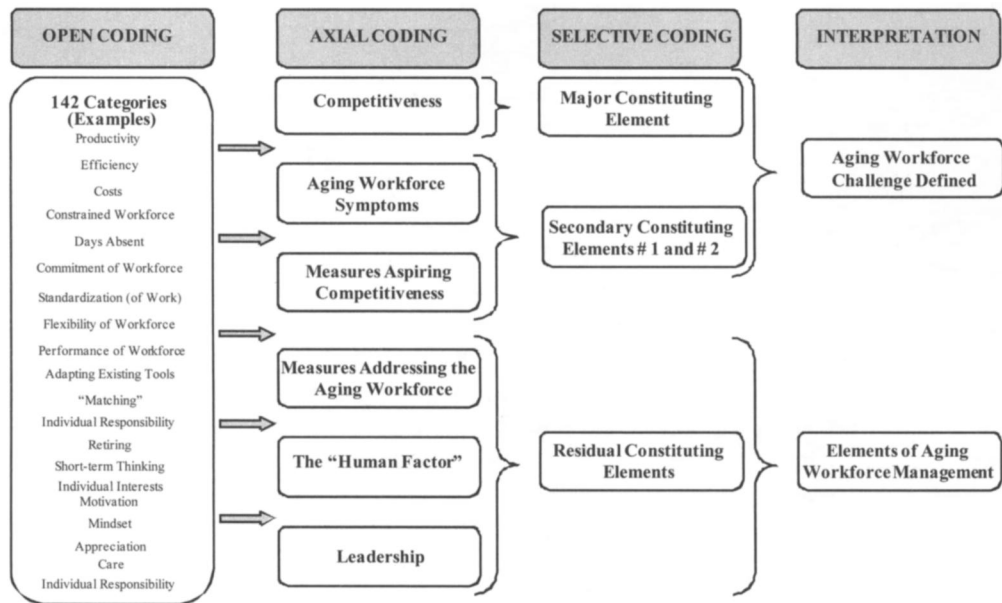 OPEN CODING
AXIAL CODING
SELECTIVE CODING
INTERPRETATION
142 Categories
(Examples)
Productivity
Efficiency
Costs
Constrained Workforce
Days Absent
Commitment of Workforce
Standardization (of Work)
Flexibility of Workforce
Performance of Workforce
Adapting Existing Tools
“Matching”
Individual Responsibility
Retiring
Short-term Thinking
Individual Interests
Motivation
Mindset
Appreciation
Care
Individual Responsibility
Competitiveness
Aging Workforce
Symptoms
Measures Aspiring
Competitiveness
Measures Addressing the
Aging Workforce
The “Human Factor”
Leadership
Major Constituting
Element
Secondary Constituting
Elements # 1 and # 2
Residual Constituting
Elements
Aging Workforce
Challenge Defined
Elements of Aging
Workforce Management